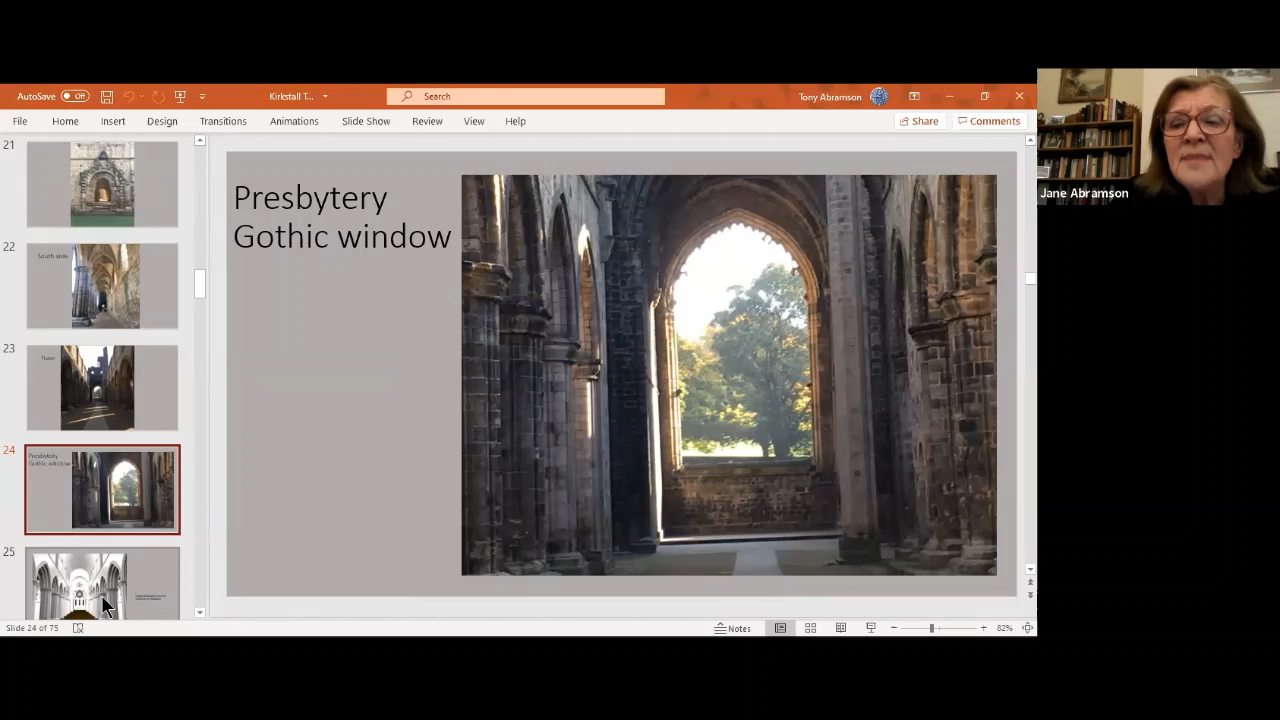 AutoSave Off
Kirkstall T...
Search
Tony Abramson
File Home Insert Design Transitions Animations Slide Show Review View Help
Share Comments
21
22
South aisle
23
Nave
24
Presbytery
Gothic window
25
Presbytery
Gothic window
Jane Abramson
Slide 24 of 75
Notes
82%